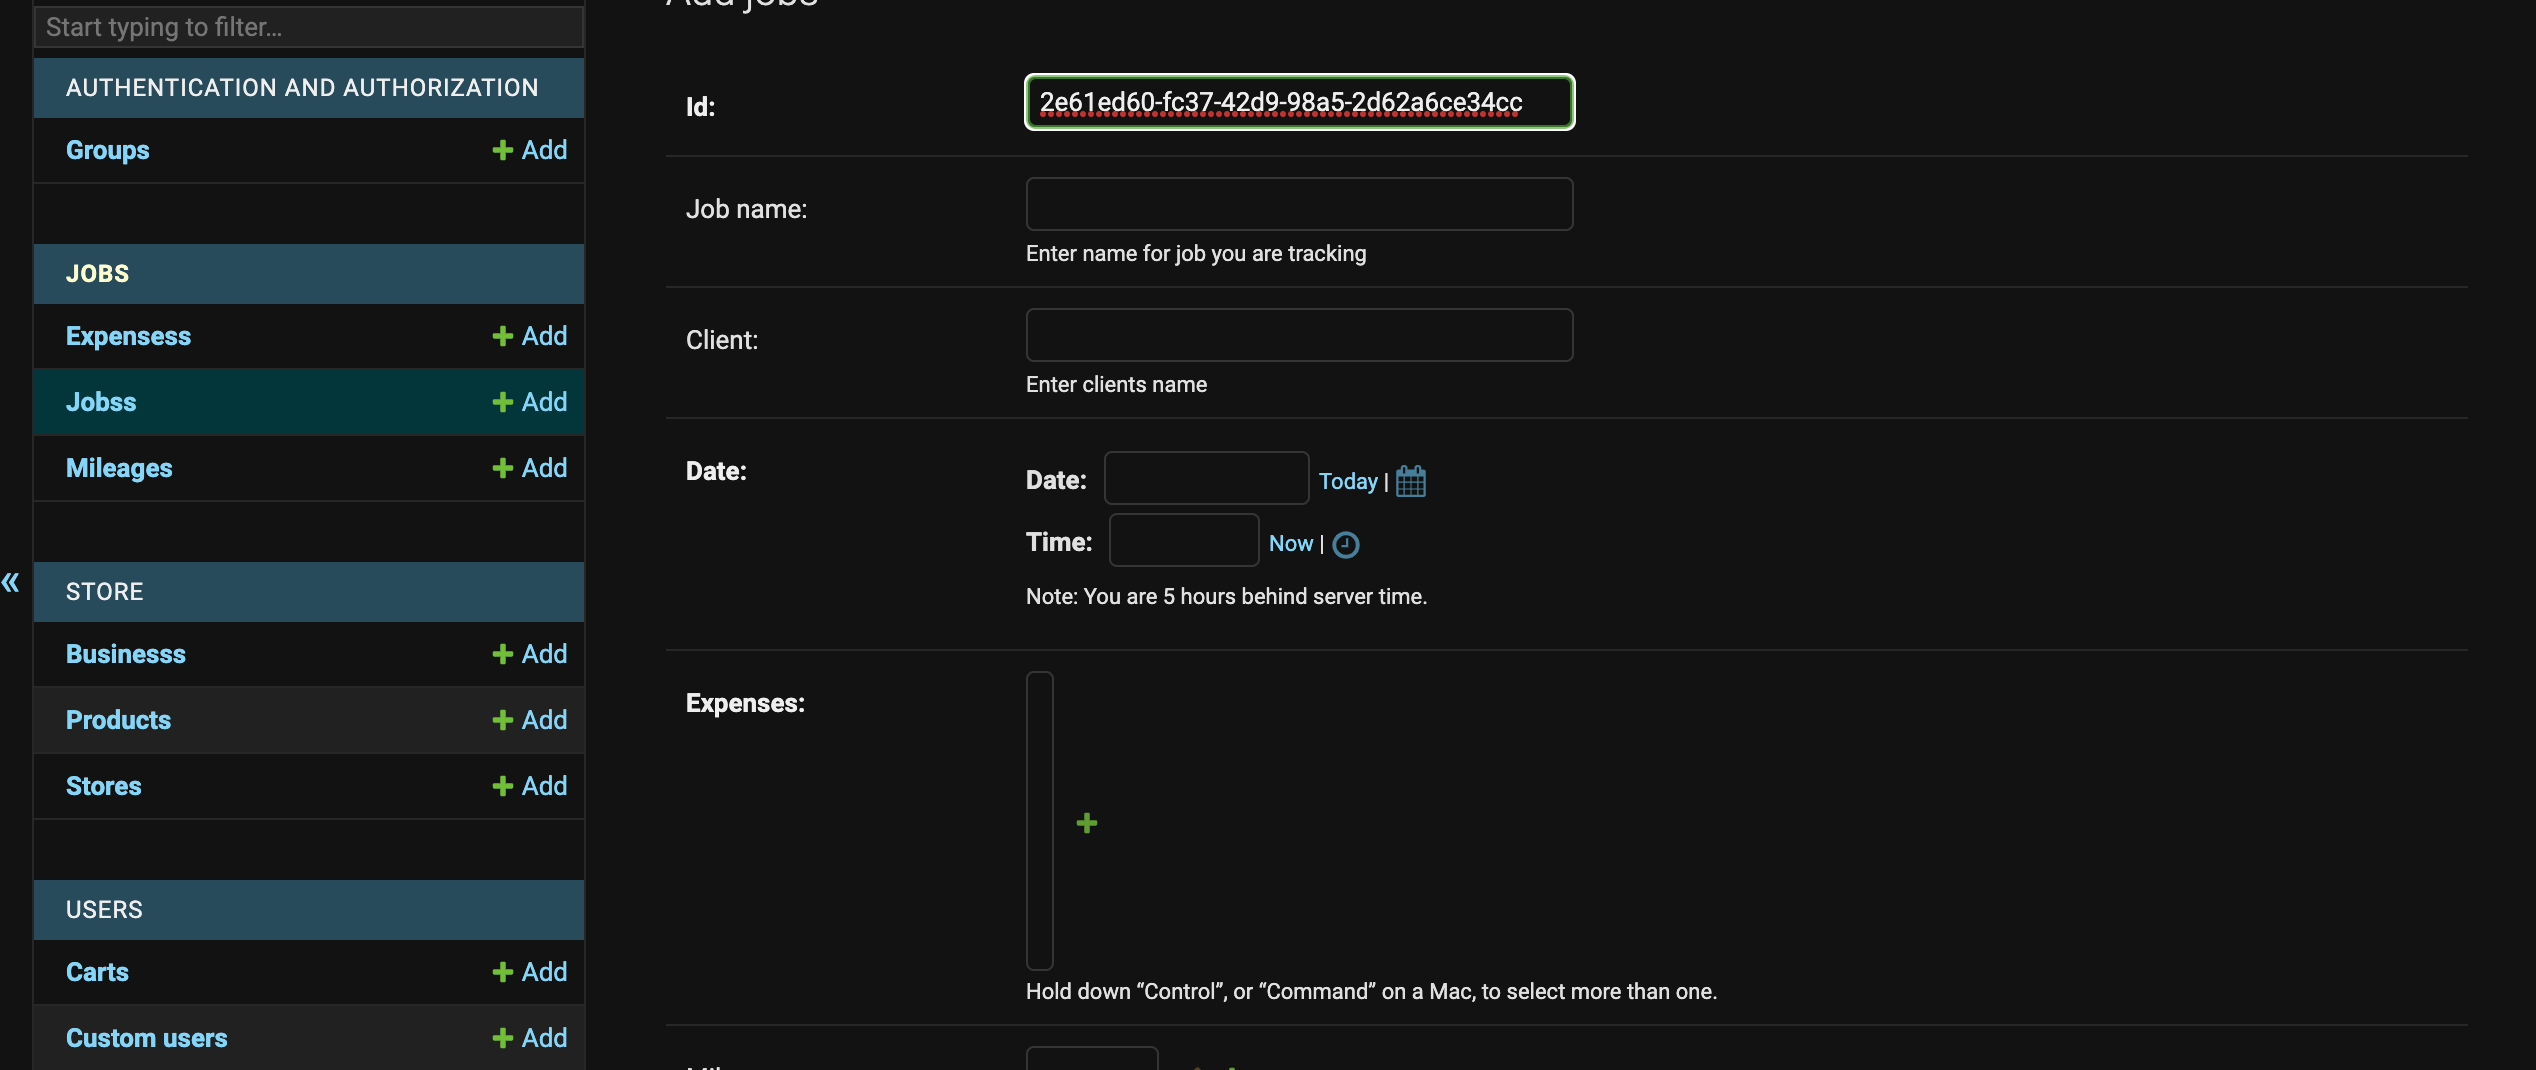 Start typing to filter...
AUTHENTICATION AND AUTHORIZATION
Groups + Add
JOBS
Expensess + Add
Jobss + Add
Mileages + Add
«
STORE
Businesss + Add
Products + Add
Stores + Add
USERS
Carts + Add
Custom users + Add
Add jobs
Id: 2e61ed60-fc37-42d9-98a5-2d62a6ce34cc
Job name:
Enter name for job you are tracking
Client:
Enter clients name
Date: Date: Today |
Time: Now |
Note: You are 5 hours behind server time.
Expenses:
+
Hold down “Control”, or “Command” on a Mac, to select more than one.